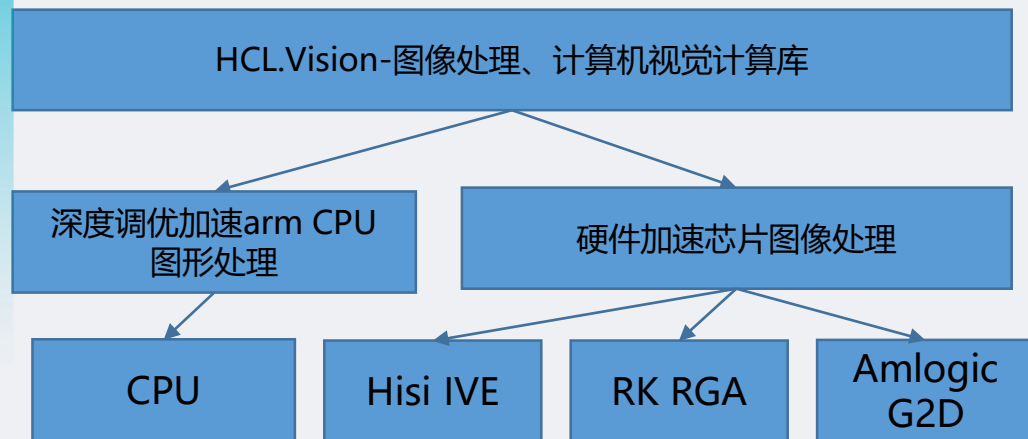 HCL.Vision-图像处理、计算机视觉计算库
深度调优加速arm CPU
图形处理
硬件加速芯片图像处理
CPU
Hisi IVE
RK RGA
Amlogic
G2D